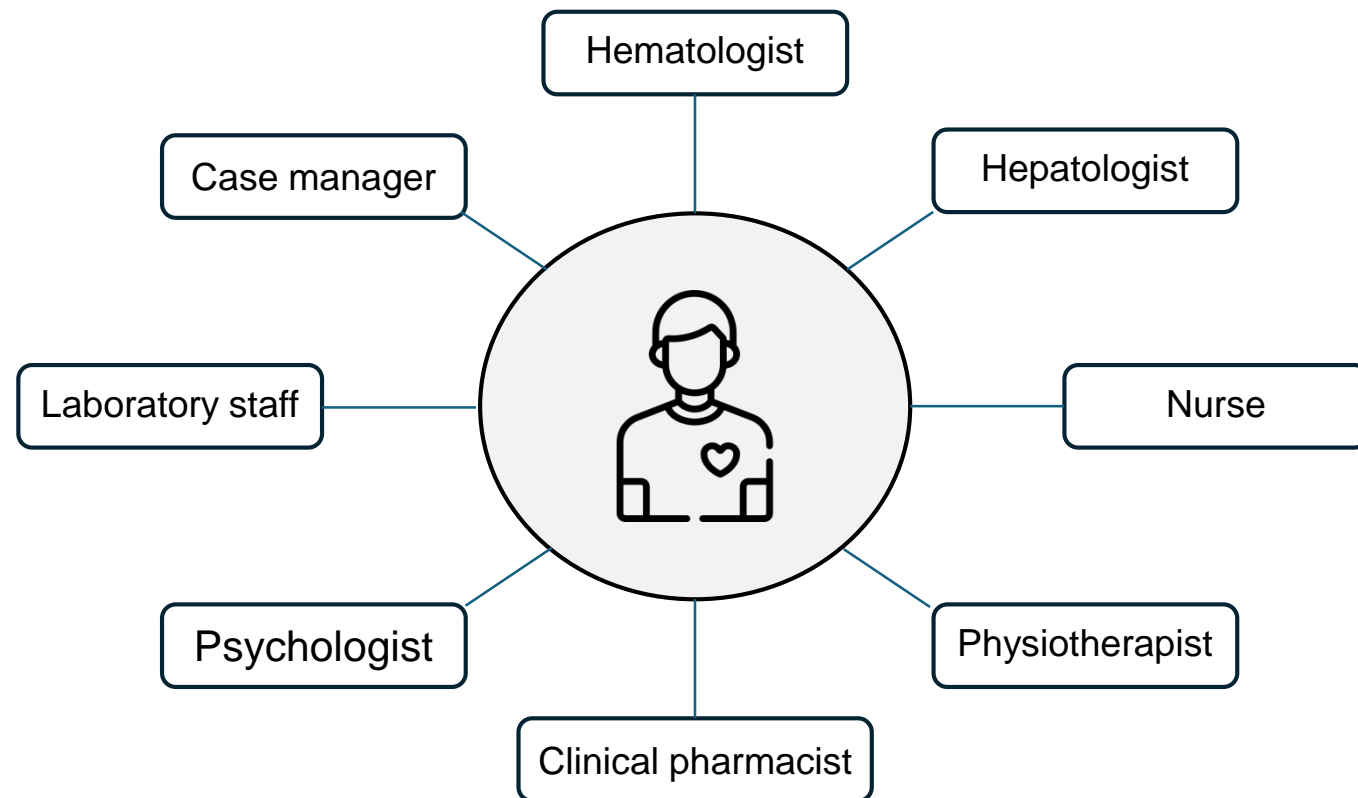 Hematologist
Case manager
Hepatologist
Laboratory staff
Nurse
Psychologist
Physiotherapist
Clinical pharmacist